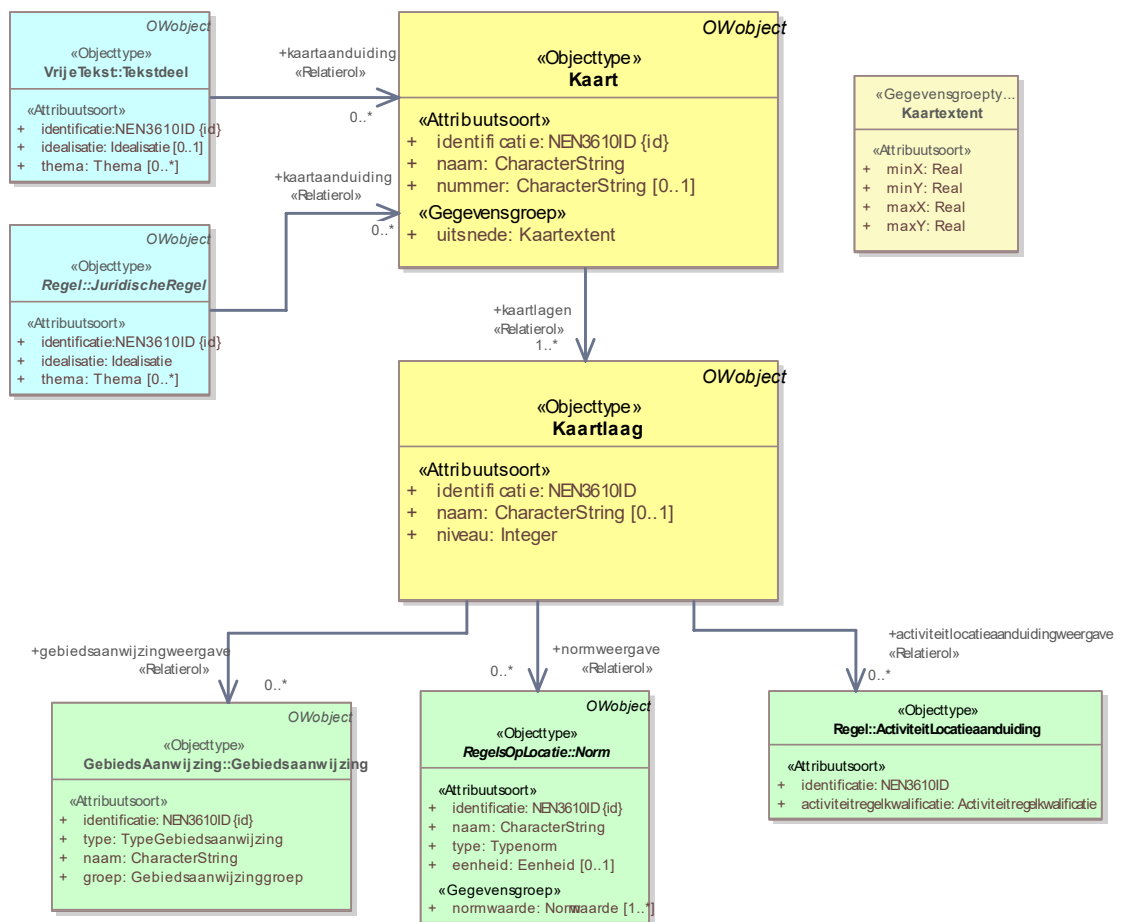 OWobject
«Objecttype»
VrijeTekst::Tekstdeel
«Attribuutsoort»
+ identificatie:NEN3610ID {id}
+ idealisatie: Idealisatie [0..1]
+ thema: Thema [0..*]
+kaartaanduiding
«Relatierol»
0..*
OWobject
«Objecttype»
Kaart
«Attribuutsoort»
+ identificatie: NEN3610ID {id}
+ naam: CharacterString
+ nummer: CharacterString [0..1]
«Gegevensgroep»
+ uitsnede: Kaartextent
«Gegevensgroepty...
Kaartextent
«Attribuutsoort»
+ minX: Real
+ minY: Real
+ maxX: Real
+ maxY: Real
+kaartaanduiding
«Relatierol»
0..*
OWobject
«Objecttype»
Regel::JuridischeRegel
«Attribuutsoort»
+ identificatie:NEN3610ID {id}
+ idealisatie: Idealisatie
+ thema: Thema [0..*]
+kaartlagen
«Relatierol»
1..*
OWobject
«Objecttype»
Kaartlaag
«Attribuutsoort»
+ identificatie: NEN3610ID
+ naam: CharacterString [0..1]
+ niveau: Integer
+gebiedsaanwijzingweergave
«Relatierol»
0..*
+normweergave
«Relatierol»
0..*
+activiteitlocatieaanduidingweergave
«Relatierol»
0..*
OWobject
«Objecttype»
GebiedsAanwijzing::Gebiedsaanwijzing
«Attribuutsoort»
+ identificatie: NEN3610ID {id}
+ type: TypeGebiedsaanwijzing
+ naam: CharacterString
+ groep: Gebiedsaanwijzinggroep
OWobject
«Objecttype»
RegelsOpLocatie::Norm
«Attribuutsoort»
+ identificatie: NEN3610ID {id}
+ naam: CharacterString
+ type: Typenorm
+ eenheid: Eenheid [0..1]
«Gegevensgroep»
+ normwaarde: Normwaarde [1..*]
«Objecttype»
Regel::ActiviteitLocatieaanduiding
«Attribuutsoort»
+ identificatie: NEN3610ID
+ activiteitregelkwalificatie: Activiteitregelkwalificatie